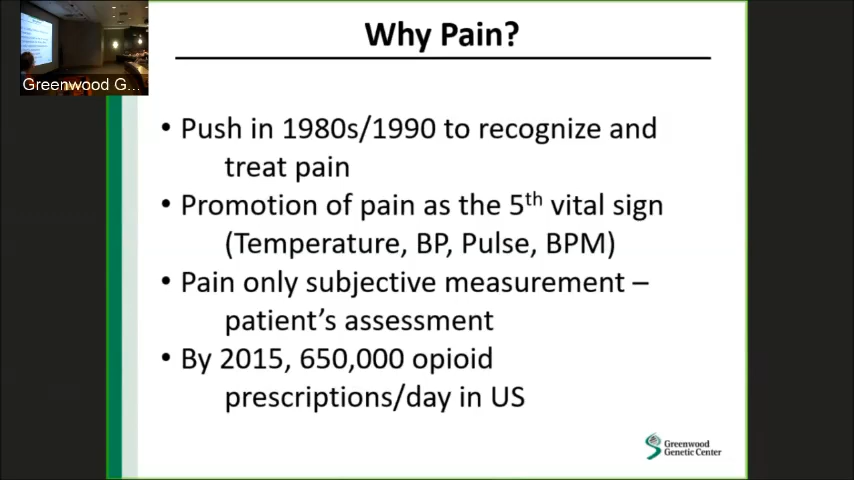 Greenwood G...
Why Pain?
• Push in 1980s/1990 to recognize and
treat pain
• Promotion of pain as the 5th vital sign
(Temperature, BP, Pulse, BPM)
• Pain only subjective measurement –
patient's assessment
• By 2015, 650,000 opioid
prescriptions/day in US
Greenwood
Genetic Center